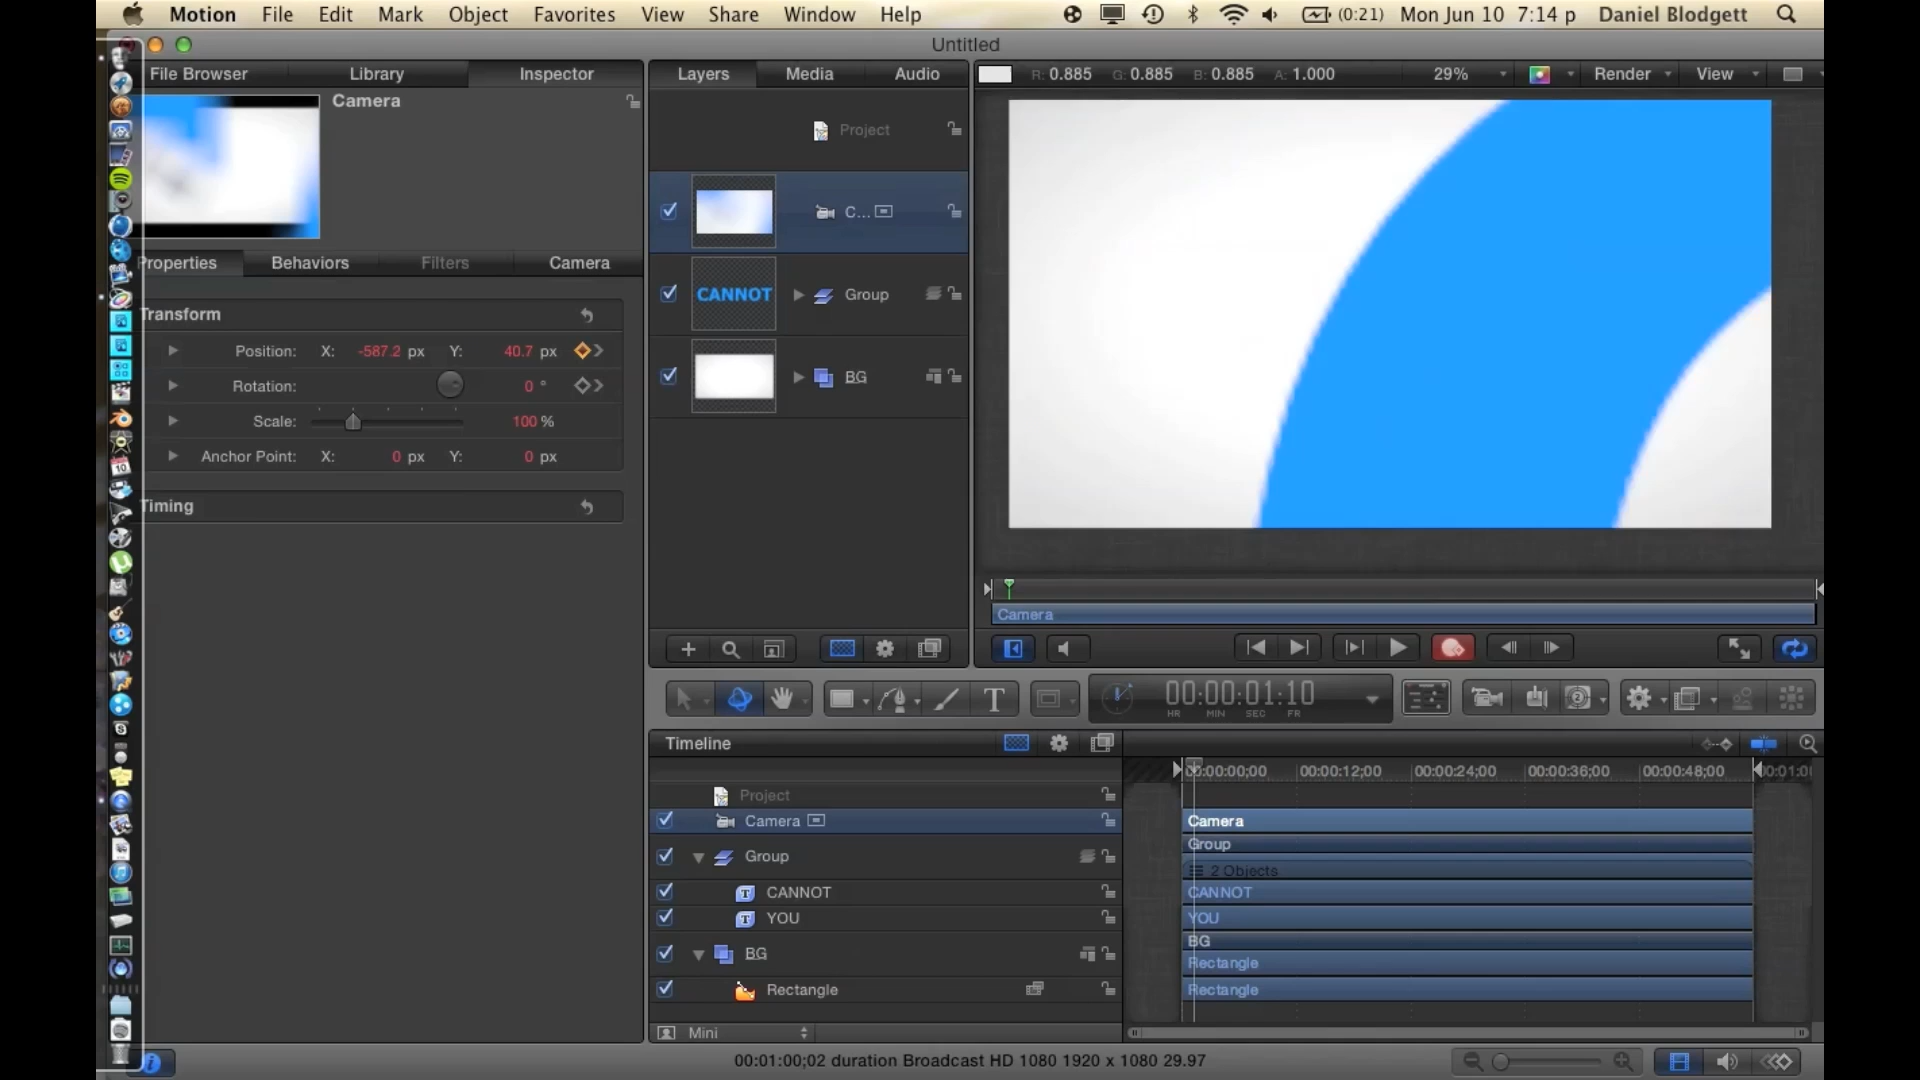 Motion File Edit Mark Object Favorites View Share Window Help (0:21) Mon Jun 10 7:14 p Daniel Blodgett
Untitled
File Browser Library Inspector
Camera
Properties Behaviors Filters Camera
Transform
Position: X: -587.2 px Y: 40.7 px
Rotation: 0 °
Scale: 100 %
Anchor Point: X: 0 px Y: 0 px
Timing
Layers Media Audio
Project
C...
CANNOT Group
BG
R: 0.885 G: 0.885 B: 0.885 A: 1.000 29% Render View
Camera
00:00:01:10
HR MIN SEC FR
Timeline
00:00:00;00 00:00:12;00 00:00:24;00 00:00:36;00 00:00:48;00
Project
Camera Camera
Group Group
2 Objects
CANNOT CANNOT
YOU YOU
BG BG
Rectangle
Rectangle Rectangle
Mini
00:01:00;02 duration Broadcast HD 1080 1920 x 1080 29.97